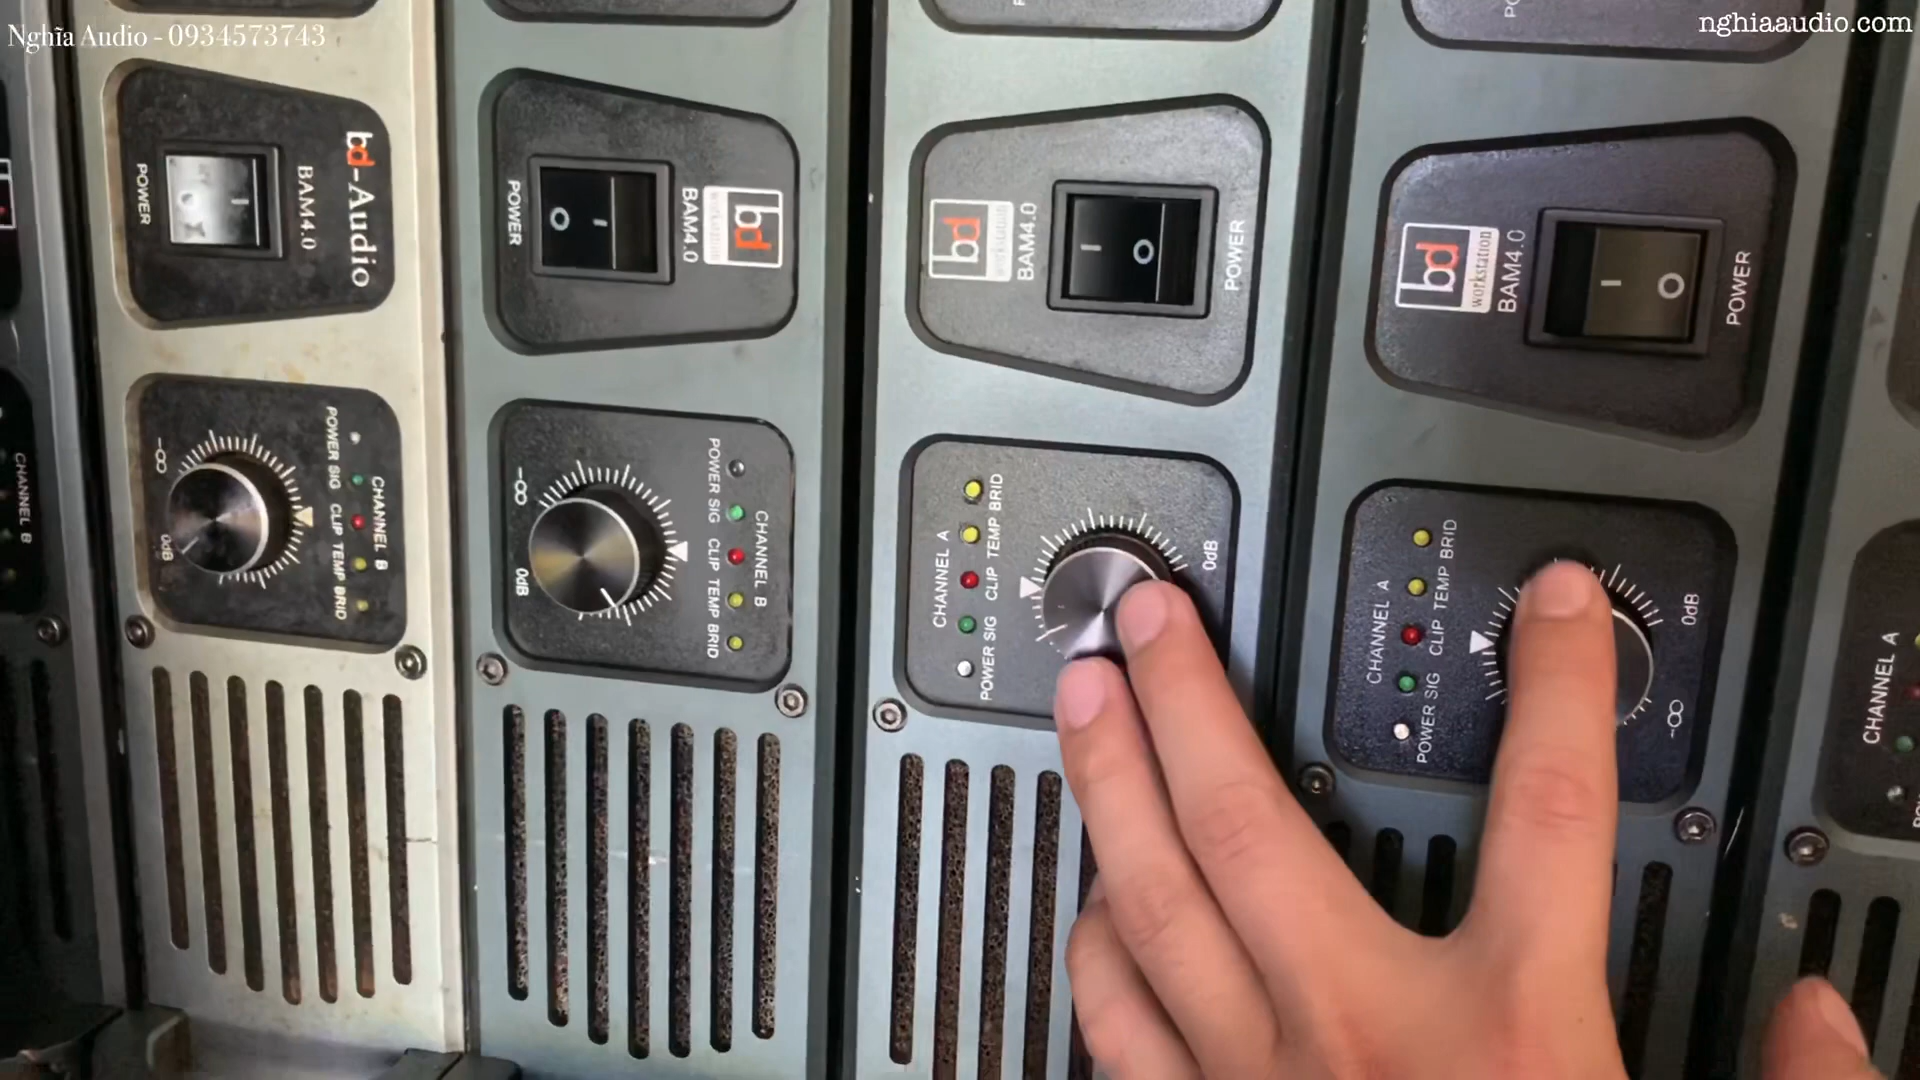 Nghĩa Audio - 0934573743
nghiaaudio.com
bd-Audio
BAM4.0
POWER
-∞
0dB
POWER SIG CLIP TEMP BRID
CHANNEL B
bd
workstation
BAM4.0
POWER
-∞
0dB
POWER SIG CLIP TEMP BRID
CHANNEL B
bd
workstation
BAM4.0
POWER
CHANNEL A
POWER SIG CLIP TEMP BRID
0dB
bd
workstation
BAM4.0
POWER
CHANNEL A
POWER SIG CLIP TEMP BRID
0dB
-∞
CHANNEL B
CHANNEL A